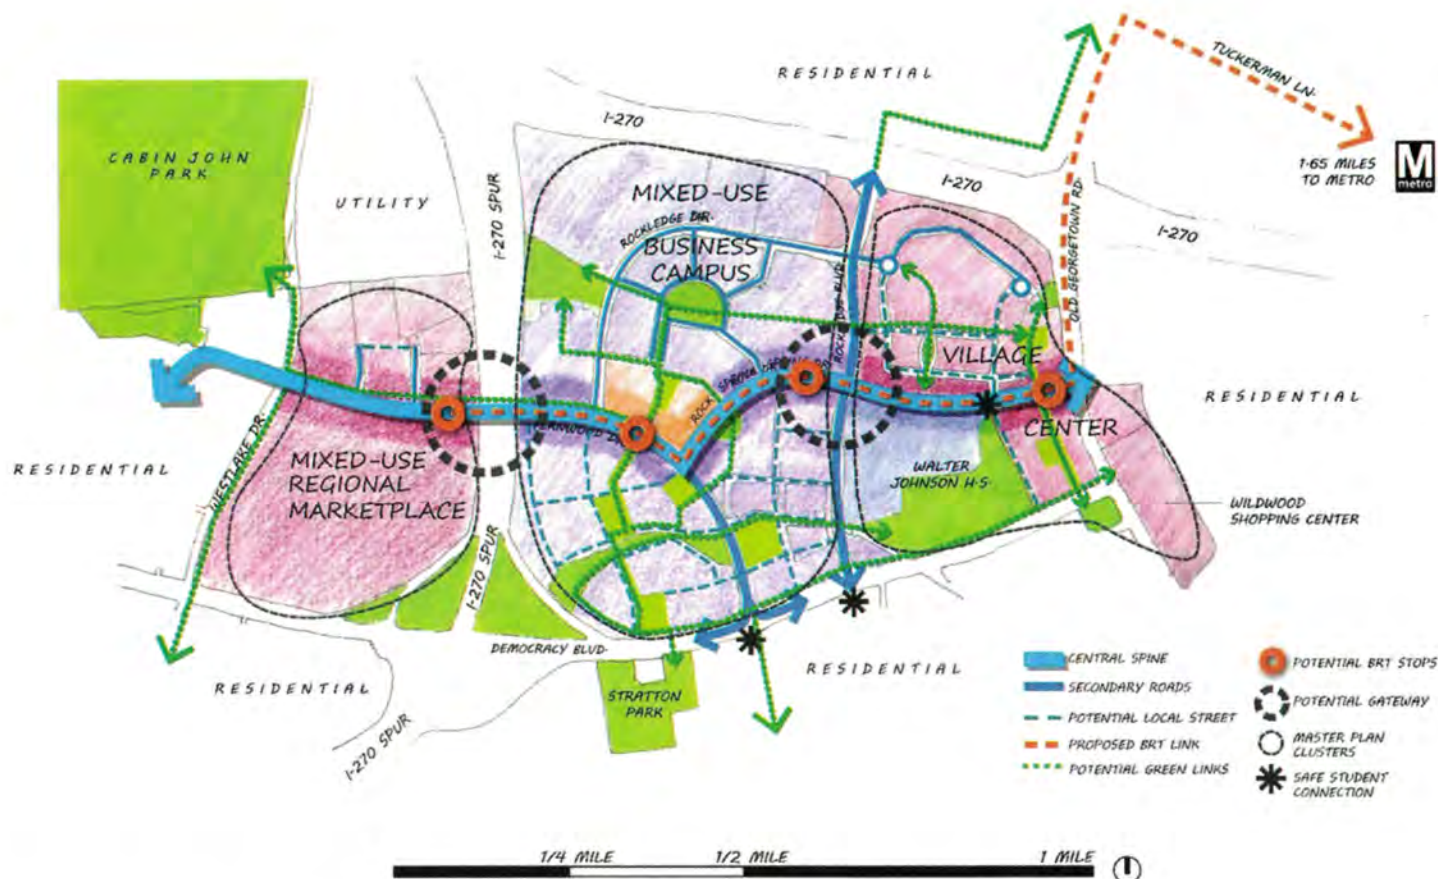 RESIDENTIAL
TUCKERMAN LN.
I-270
CABIN JOHN
PARK
1.65 MILES
TO METRO
M
metro
UTILITY
I-270 SPUR
MIXED-USE
ROCKLEDGE DR.
BUSINESS
CAMPUS
I-270
I-270
OLD GEORGETOWN RD.
VILLAGE
RESIDENTIAL
CENTER
FERNWOOD DR.
RESIDENTIAL
WESTLAKE DR.
MIXED-USE
REGIONAL
MARKETPLACE
WALTER
JOHNSON H.S.
WILDWOOD
SHOPPING CENTER
I-270 SPUR
DEMOCRACY BLVD.
RESIDENTIAL
RESIDENTIAL
STRATTON
PARK
I-270 SPUR
CENTRAL SPINE
SECONDARY ROADS
POTENTIAL LOCAL STREET
PROPOSED BRT LINK
POTENTIAL GREEN LINKS
POTENTIAL BRT STOPS
POTENTIAL GATEWAY
MASTER PLAN
CLUSTERS
SAFE STUDENT
CONNECTION
1/4 MILE
1/2 MILE
1 MILE